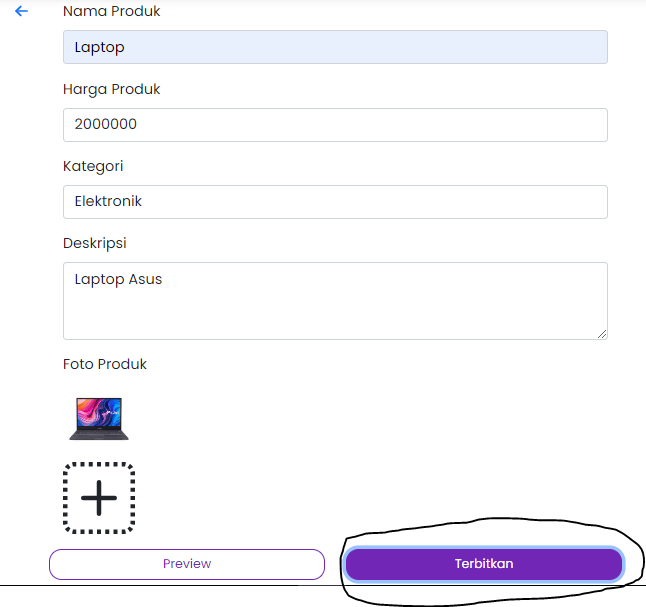 Nama Produk
Laptop
Harga Produk
2000000
Kategori
Elektronik
Deskripsi
Laptop Asus
Foto Produk
Preview
Terbitkan